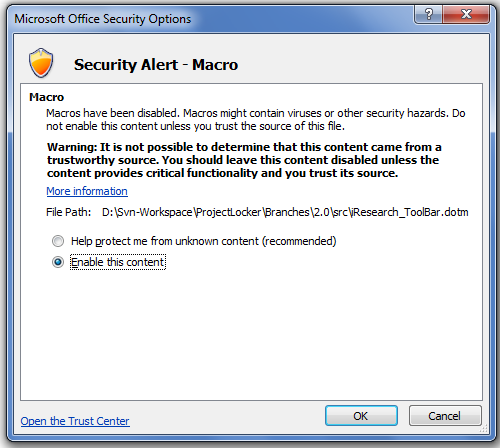 Microsoft Office Security Options
Security Alert - Macro
Macro
Macros have been disabled. Macros might contain viruses or other security hazards. Do
not enable this content unless you trust the source of this file.
Warning: It is not possible to determine that this content came from a
trustworthy source. You should leave this content disabled unless the
content provides critical functionality and you trust its source.
More information
File Path: D:\Svn-Workspace\ProjectLocker\Branches\2.0\src\iResearch_ToolBar.dotm
Help protect me from unknown content (recommended)
Enable this content
Open the Trust Center
OK
Cancel